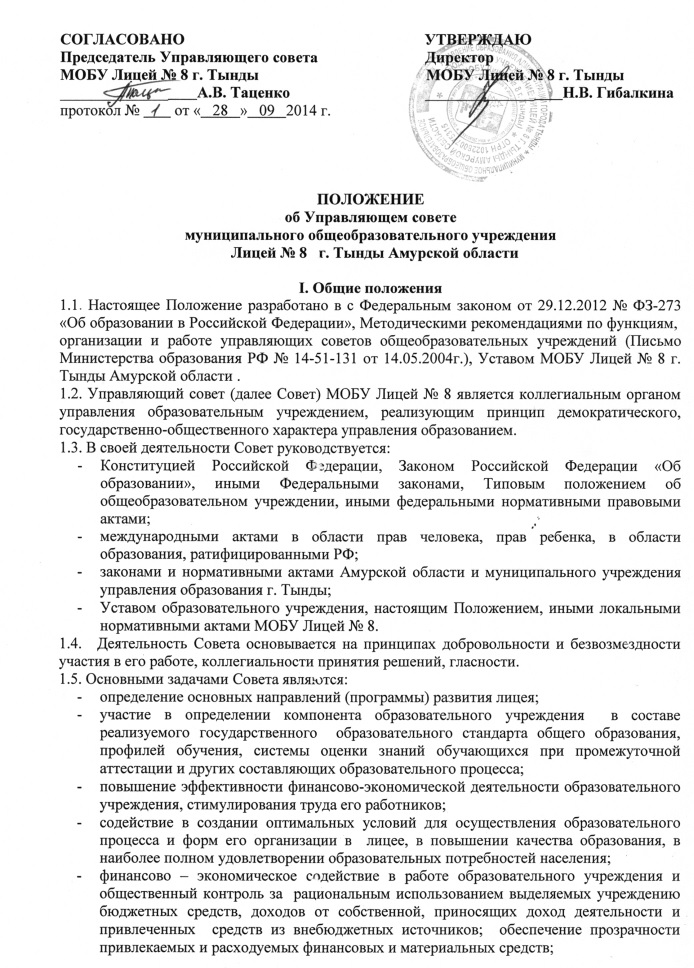 СОГЛАСОВАНО
Председатель Управляющего совета
МОБУ Лицей № 8 г. Тынды
А.В. Таценко
протокол № 1 от «28» 09 2014 г.
УТВЕРЖДАЮ
Директор
МОБУ Лицей № 8 г. Тынды
Н.В. Гибалкина
ПОЛОЖЕНИЕ
об Управляющем совете
муниципального общеобразовательного учреждения
Лицей № 8 г. Тынды Амурской области
I. Общие положения
1.1. Настоящее Положение разработано в с Федеральным законом от 29.12.2012 № ФЗ-273
«Об образовании в Российской Федерации», Методическими рекомендациями по функциям,
организации и работе управляющих советов общеобразовательных учреждений (Письмо
Министерства образования РФ № 14-51-131 от 14.05.2004г.), Уставом МОБУ Лицей № 8 г.
Тынды Амурской области .
1.2. Управляющий совет (далее Совет) МОБУ Лицей № 8 является коллегиальным органом
управления образовательным учреждением, реализующим принцип демократического,
государственно-общественного характера управления образованием.
1.3. В своей деятельности Совет руководствуется:
- Конституцией Российской Федерации, Законом Российской Федерации «Об
образовании», иными Федеральными законами, Типовым положением об
общеобразовательном учреждении, иными федеральными нормативными правовыми
актами;
- международными актами в области прав человека, прав ребенка, в области
образования, ратифицированными РФ;
- законами и нормативными актами Амурской области и муниципального учреждения
управления образования г. Тынды;
- Уставом образовательного учреждения, настоящим Положением, иными локальными
нормативными актами МОБУ Лицей № 8.
1.4. Деятельность Совета основывается на принципах добровольности и безвозмездности
участия в его работе, коллегиальности принятия решений, гласности.
1.5. Основными задачами Совета являются:
- определение основных направлений (программы) развития лицея;
- участие в определении компонента образовательного учреждения в составе
реализуемого государственного образовательного стандарта общего образования,
профилей обучения, системы оценки знаний обучающихся при промежуточной
аттестации и других составляющих образовательного процесса;
- повышение эффективности финансово-экономической деятельности образовательного
учреждения, стимулирования труда его работников;
- содействие в создании оптимальных условий для осуществления образовательного
процесса и форм его организации в лицее, в повышении качества образования, в
наиболее полном удовлетворении образовательных потребностей населения;
- финансово – экономическое содействие в работе образовательного учреждения и
общественный контроль за рациональным использованием выделяемых учреждению
бюджетных средств, доходов от собственной, приносящих доход деятельности и
привлеченных средств из внебюджетных источников; обеспечение прозрачности
привлекаемых и расходуемых финансовых и материальных средств;